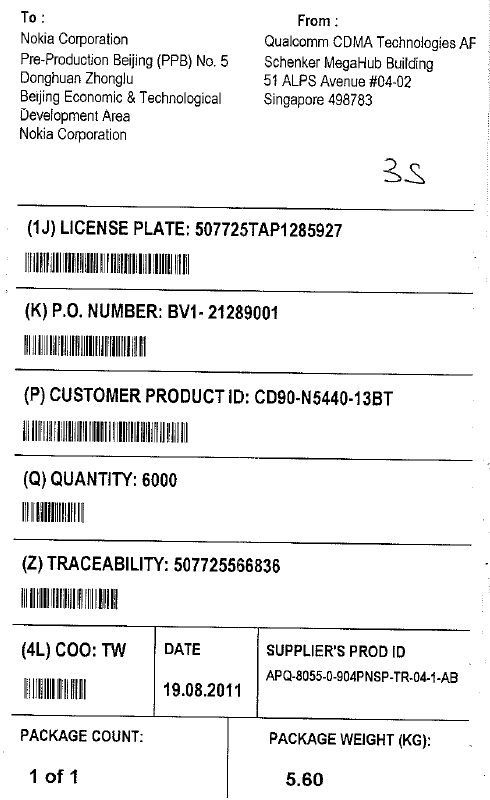 To :
Nokia Corporation
Pre-Production Beijing (PPB) No. 5
Donghuan Zhonglu
Beijing Economic & Technological
Development Area
Nokia Corporation
From :
Qualcomm CDMA Technologies AF
Schenker MegaHub Building
51 ALPS Avenue #04-02
Singapore 498783
3S
(1J) LICENSE PLATE: 507725TAP1285927
(K) P.O. NUMBER: BV1- 21289001
(P) CUSTOMER PRODUCT ID: CD90-N5440-13BT
(Q) QUANTITY: 6000
(Z) TRACEABILITY: 507725566836
(4L) COO: TW
DATE
19.08.2011
SUPPLIER'S PROD ID
APQ-8055-0-904PNSP-TR-04-1-AB
PACKAGE COUNT:
1 of 1
PACKAGE WEIGHT (KG):
5.60